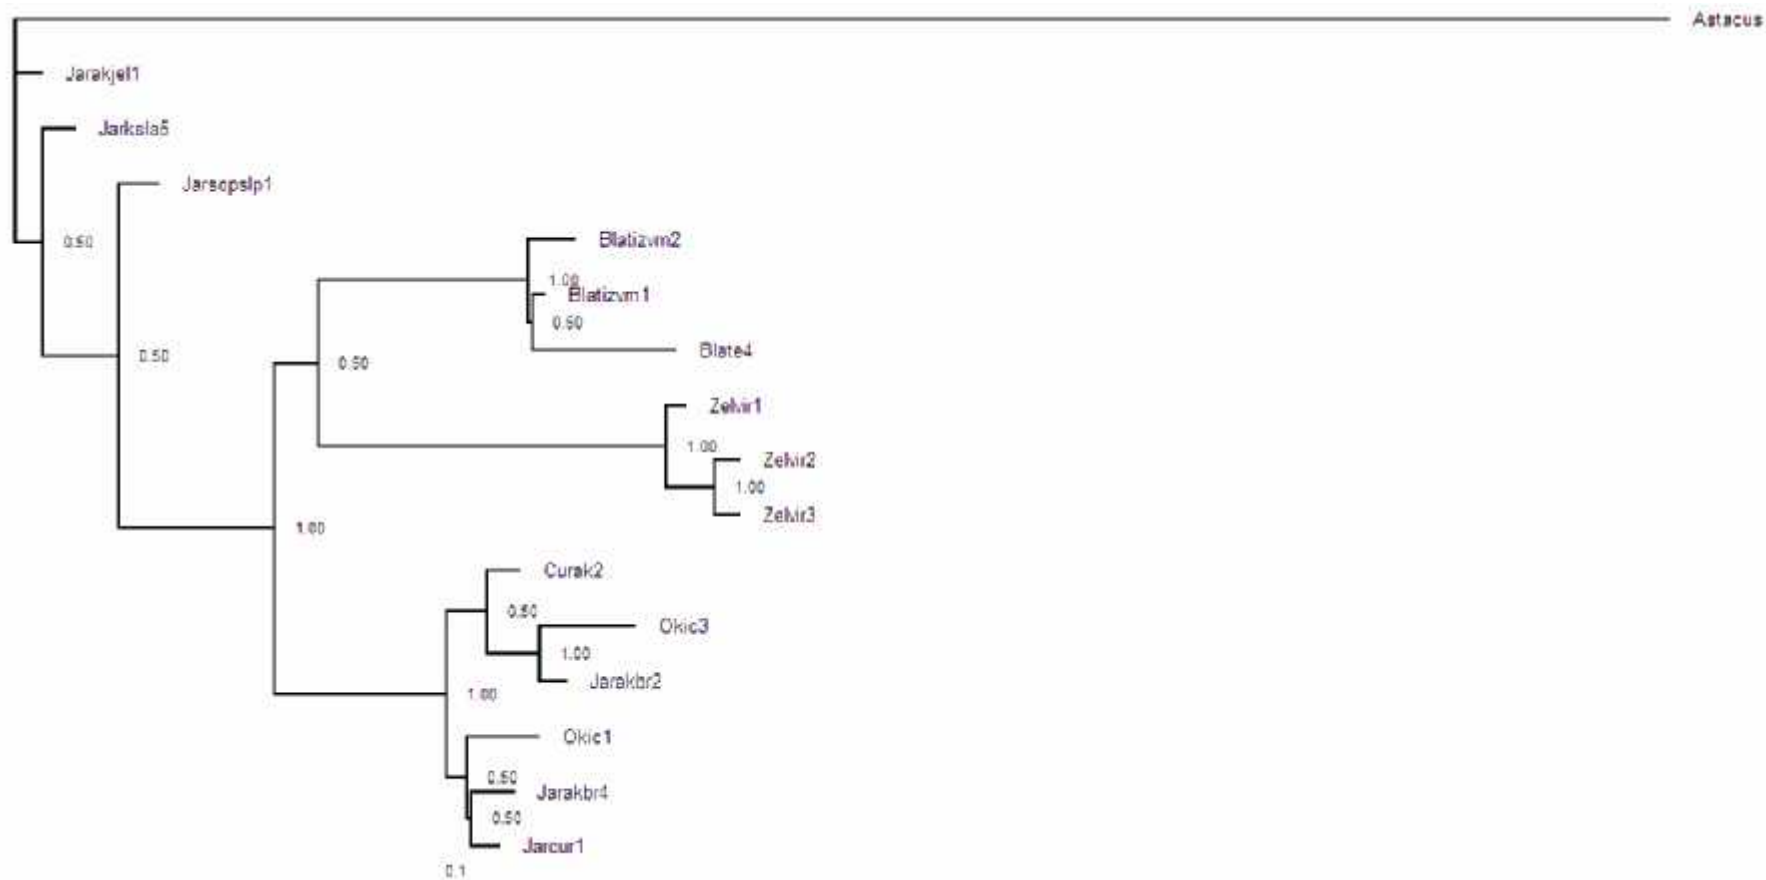 Astacus
Jarakjel1
Jarksla5
Jarsopslp1
0.50
Blatizvm2
1.00
Blatizvm1
0.50
Blate4
0.50
0.50
Zelvir1
1.00
Zelvir2
1.00
Zelvir3
1.00
Curak2
0.50
Okic3
1.00
Jarakbr2
1.00
Okic1
0.50
Jarakbr4
0.50
Jarcur1
0.1